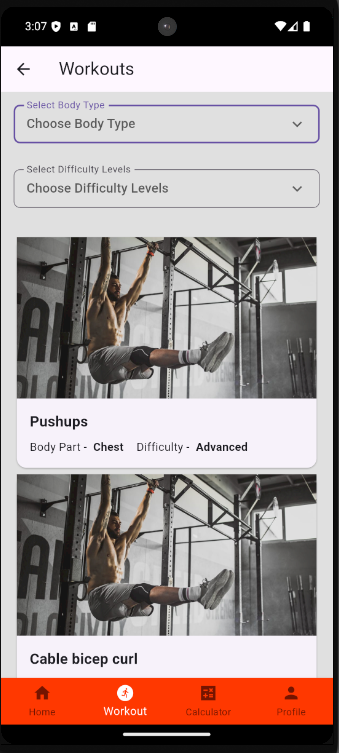 3:07
Workouts
Select Body Type
Choose Body Type
Select Difficulty Levels
Choose Difficulty Levels
Pushups
Body Part - Chest Difficulty - Advanced
Cable bicep curl
Home Workout Calculator Profile